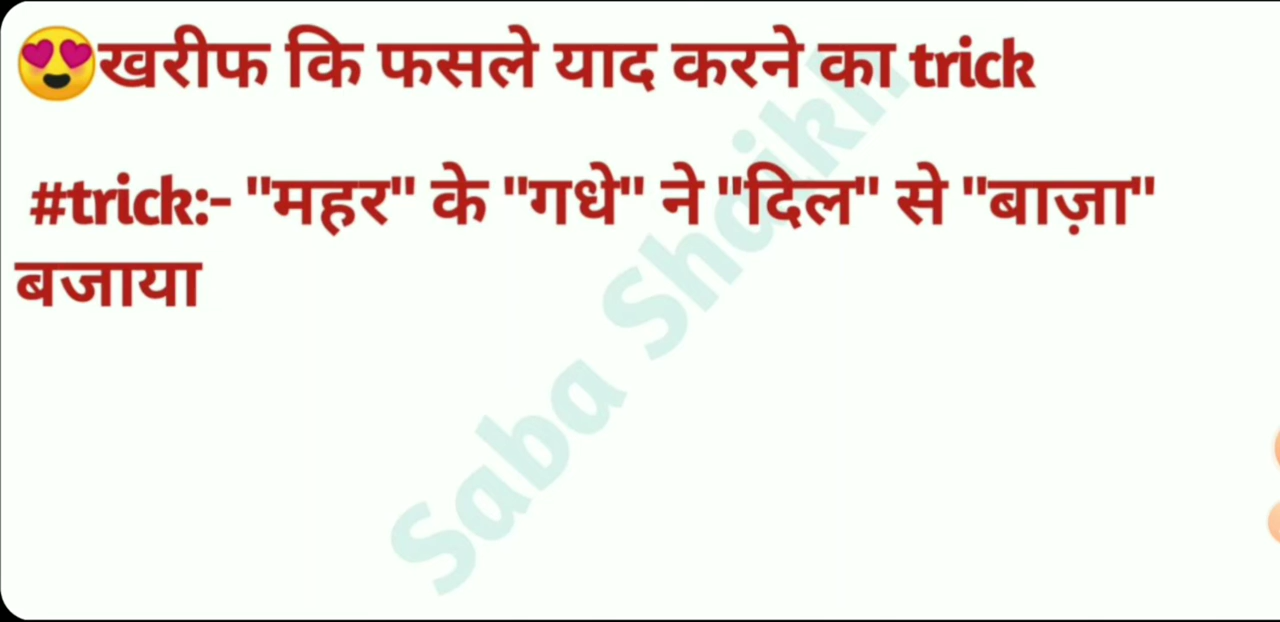 😍खरीफ कि फसले याद करने का trick
#trick:- "महर" के "गधे" ने "दिल" से "बाज़ा"
बजाया
Saba Shaikh